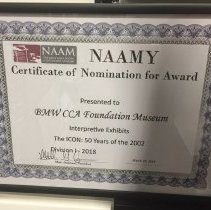 NAAM
NAAMY
Certificate of Nomination for Award
Presented to
BMW CCA Foundation Museum
Interpretive Exhibits
The ICON: 50 Years of the 2002
Division I - 2018